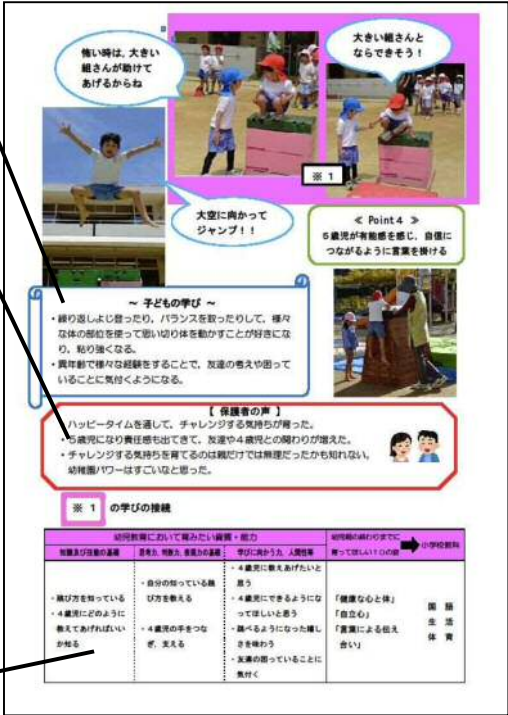 怖い時は、大きい
組さんが助けて
あげるからね
大きい組さんと
ならできそう！
※ 1
大空に向かって
ジャンプ！！
≪ Point4 ≫
5歳児が有能感を感じ、自信に
つながるように言葉を掛ける
～ 子どもの学び ～
・繰り返しよじ登ったり、バランスを取ったりして、様々
な体の部位を使って思い切り体を動かすことが好きにな
り、粘り強くなる。
・異年齢で様々な経験をすることで、友達の考えや困って
いることに気付くようになる。
【 保護者の声 】
ハッピータイムを通して、チャレンジする気持ちが育った。
・5歳児になり責任感も出てきて、友達や4歳児との関わりが増えた。
・チャレンジする気持ちを育てるのは親だけでは無理だったかも知れない。
幼稚園パワーはすごいなと思った。
※ 1 の学びの接続
幼児教育において育みたい資質・能力
知識及び技能の基礎
思考力、判断力、表現力の基礎
学びに向かう力、人間性等
幼児期の終わりまでに
育ってほしい10の姿
小学校教科
・跳び方を知っている
・4歳児にどのように
教えてあげればいい
か知る
・自分の知っている跳
び方を教える
・4歳児の手をつな
ぎ、支える
・4歳児に教えあげたいと
思う
・4歳児にできるようにな
ってほしいと思う
・跳べるようになった嬉し
さを味わう
・友達の困っていることに
気付く
「健康な心と体」
「自立心」
「言葉による伝え
合い」
国 語
生 活
体 育